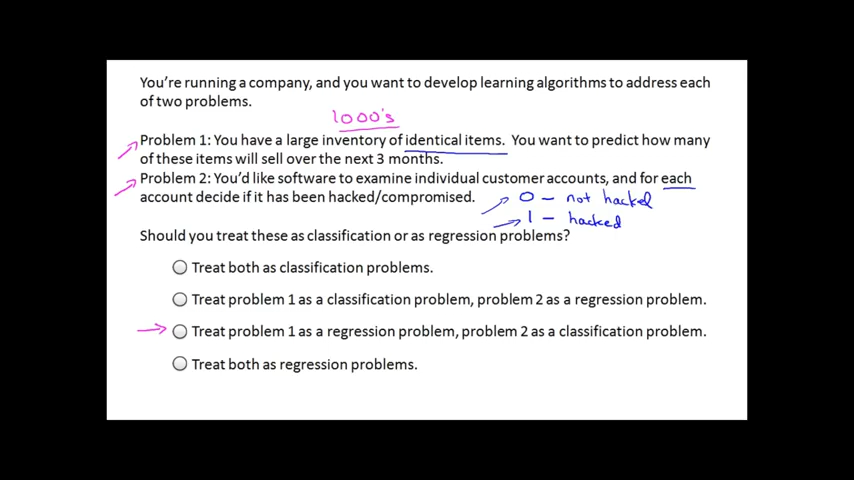 You're running a company, and you want to develop learning algorithms to address each
of two problems.
1000's
Problem 1: You have a large inventory of identical items. You want to predict how many
of these items will sell over the next 3 months.
Problem 2: You'd like software to examine individual customer accounts, and for each
account decide if it has been hacked/compromised.
0 - not hacked
1 - hacked
Should you treat these as classification or as regression problems?
Treat both as classification problems.
Treat problem 1 as a classification problem, problem 2 as a regression problem.
Treat problem 1 as a regression problem, problem 2 as a classification problem.
Treat both as regression problems.